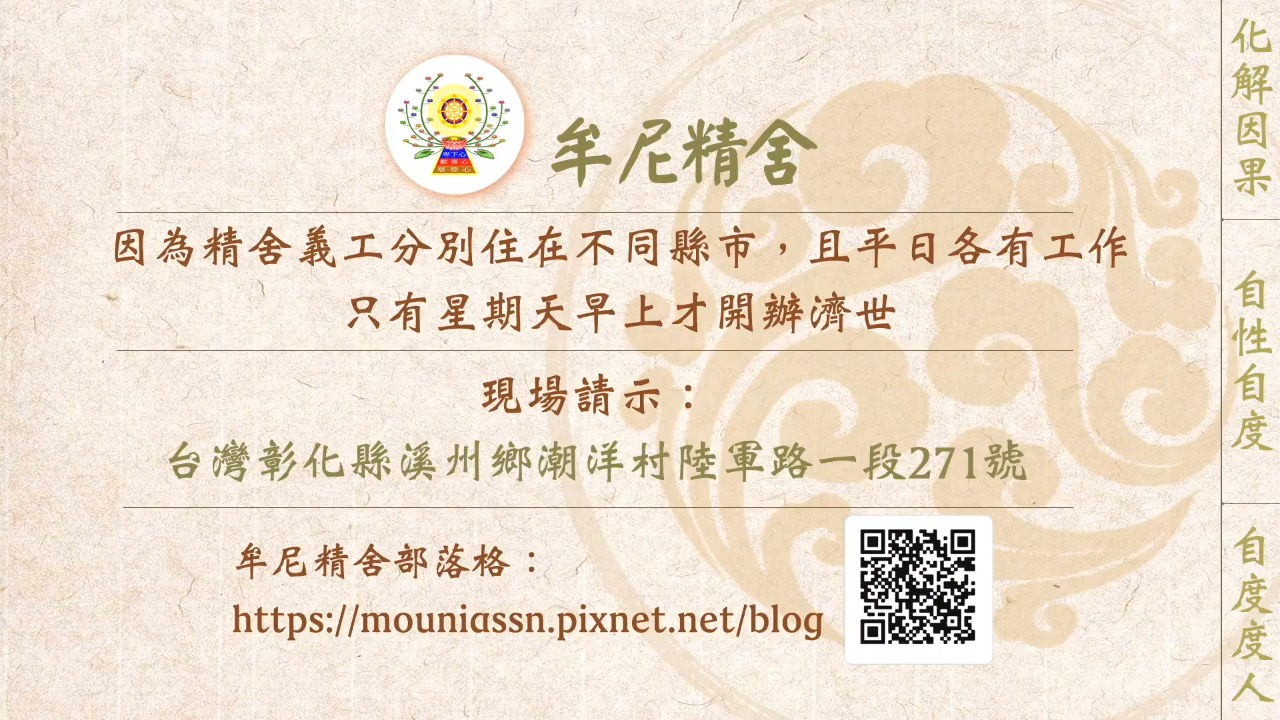 牟尼精舍
因為精舍義工分別住在不同縣市，且平日各有工作
只有星期天早上才開辦濟世
現場請示：
台灣彰化縣溪州鄉潮洋村陸軍路一段271號
牟尼精舍部落格：
https://mouniassn.pixnet.net/blog
化解因果
自性自度
自度度人